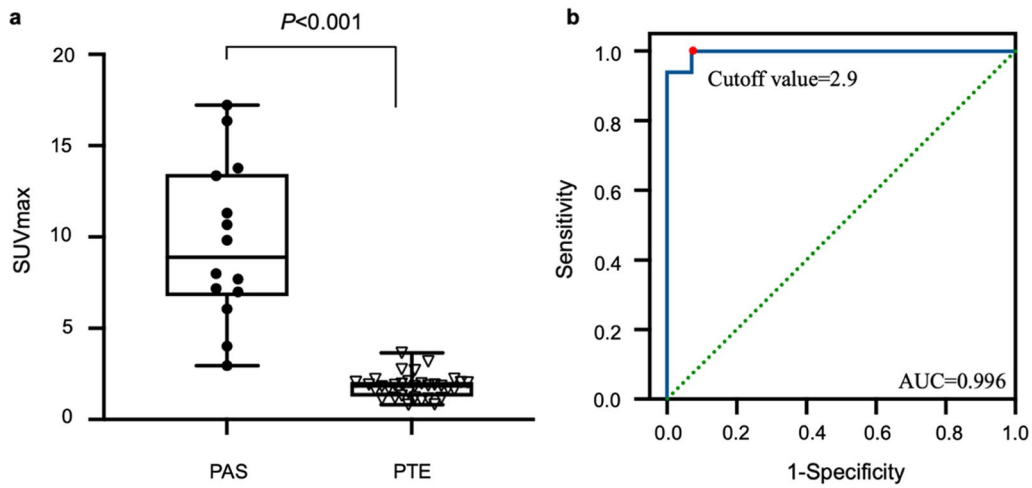 a
P<0.001
20
15
10
5
0
SUVmax
PAS
PTE
b
1.0
0.8
0.6
0.4
0.2
0.0
Sensitivity
Cutoff value=2.9
AUC=0.996
0.0
0.2
0.4
0.6
0.8
1.0
1-Specificity